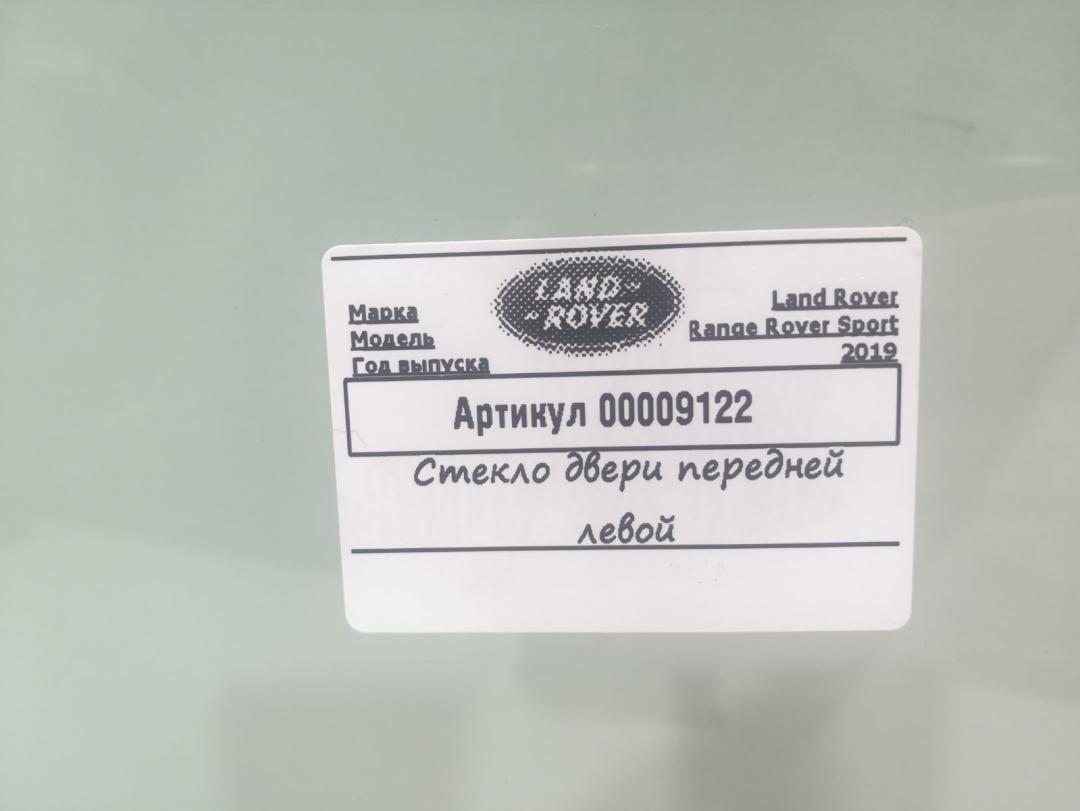 LAND
ROVER
Марка Land Rover
Модель Range Rover Sport
Год выпуска 2019
Артикул 00009122
Стекло двери передней
левой